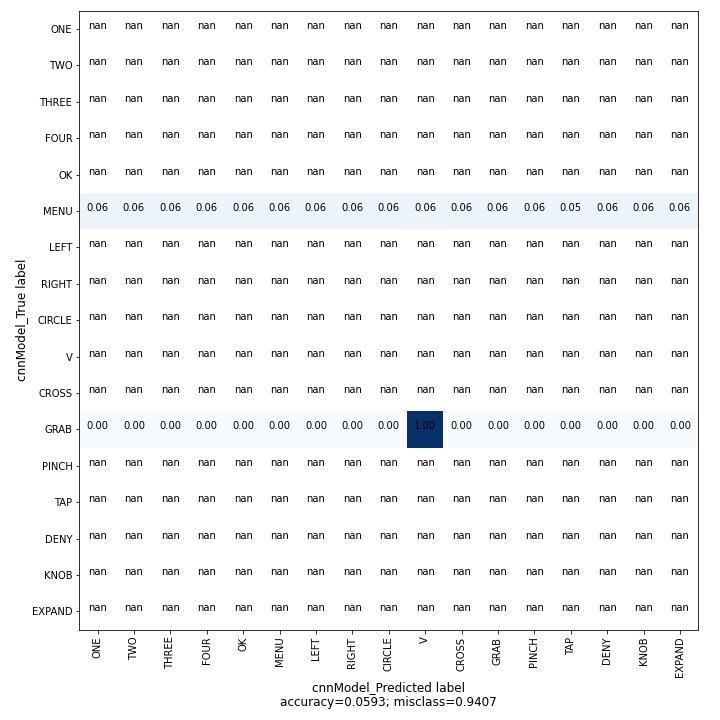 ONE nan nan nan nan nan nan nan nan nan nan nan nan nan nan nan nan nan
TWO nan nan nan nan nan nan nan nan nan nan nan nan nan nan nan nan nan
THREE nan nan nan nan nan nan nan nan nan nan nan nan nan nan nan nan nan
FOUR nan nan nan nan nan nan nan nan nan nan nan nan nan nan nan nan nan
OK nan nan nan nan nan nan nan nan nan nan nan nan nan nan nan nan nan
MENU 0.06 0.06 0.06 0.06 0.06 0.06 0.06 0.06 0.06 0.06 0.06 0.06 0.06 0.05 0.06 0.06 0.06
LEFT nan nan nan nan nan nan nan nan nan nan nan nan nan nan nan nan nan
RIGHT nan nan nan nan nan nan nan nan nan nan nan nan nan nan nan nan nan
CIRCLE nan nan nan nan nan nan nan nan nan nan nan nan nan nan nan nan nan
V nan nan nan nan nan nan nan nan nan nan nan nan nan nan nan nan nan
CROSS nan nan nan nan nan nan nan nan nan nan nan nan nan nan nan nan nan
GRAB 0.00 0.00 0.00 0.00 0.00 0.00 0.00 0.00 0.00 1.00 0.00 0.00 0.00 0.00 0.00 0.00 0.00
PINCH nan nan nan nan nan nan nan nan nan nan nan nan nan nan nan nan nan
TAP nan nan nan nan nan nan nan nan nan nan nan nan nan nan nan nan nan
DENY nan nan nan nan nan nan nan nan nan nan nan nan nan nan nan nan nan
KNOB nan nan nan nan nan nan nan nan nan nan nan nan nan nan nan nan nan
EXPAND nan nan nan nan nan nan nan nan nan nan nan nan nan nan nan nan nan
cnnModel_True label
ONE TWO THREE FOUR OK MENU LEFT RIGHT CIRCLE V CROSS GRAB PINCH TAP DENY KNOB EXPAND
cnnModel_Predicted label
accuracy=0.0593; misclass=0.9407